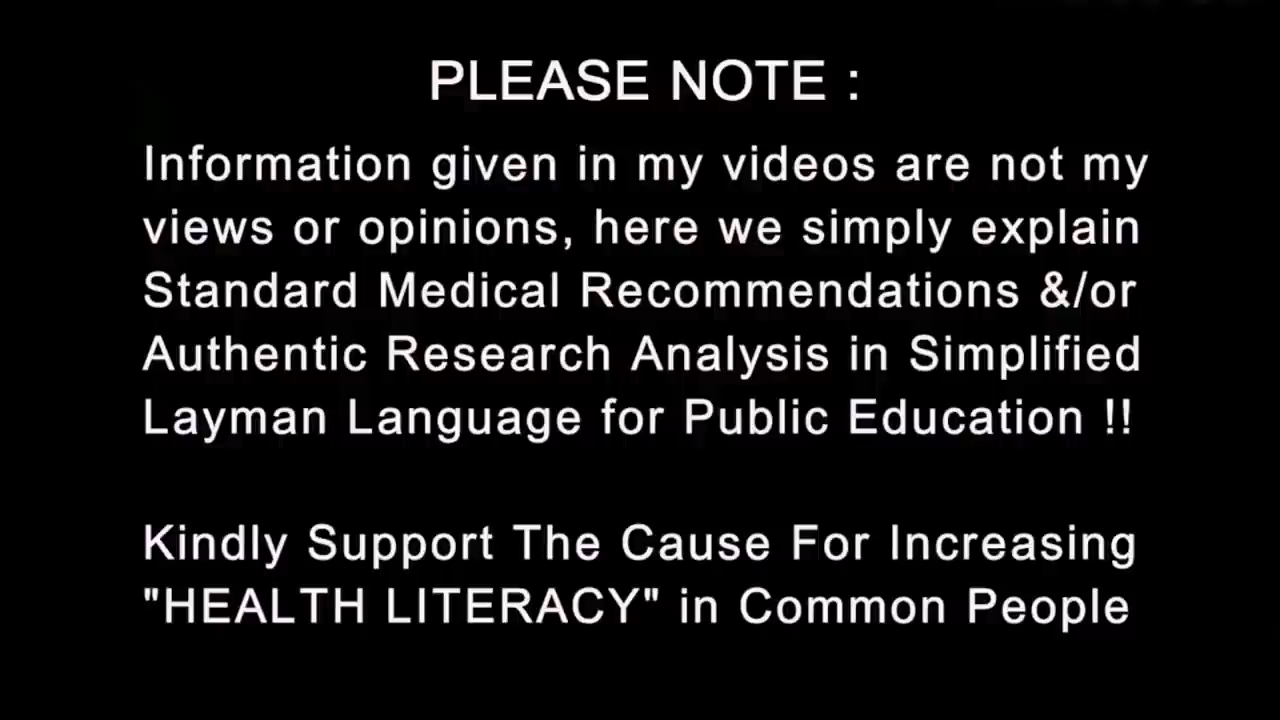 PLEASE NOTE :
Information given in my videos are not my
views or opinions, here we simply explain
Standard Medical Recommendations &/or
Authentic Research Analysis in Simplified
Layman Language for Public Education !!
Kindly Support The Cause For Increasing
"HEALTH LITERACY" in Common People